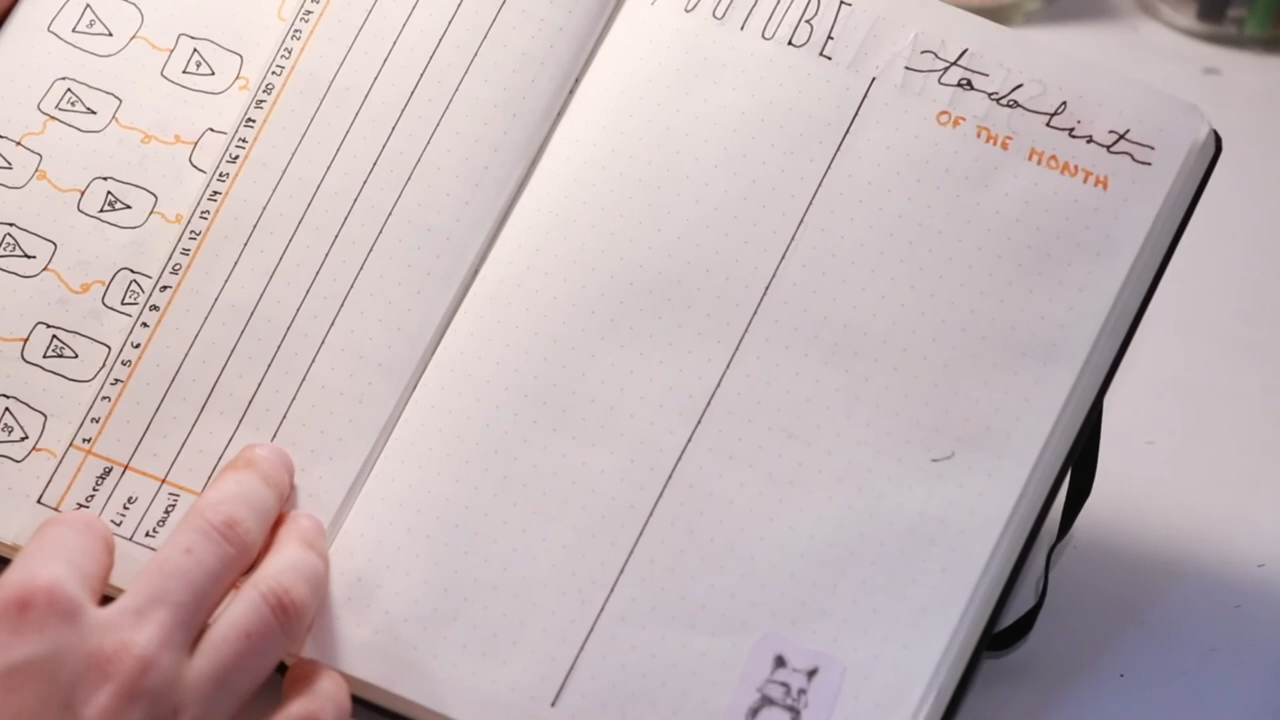 8
9
16
23
22
25
29
1 2 3 4 5 6 7 8 9 10 11 12 13 14 15 16 17 18 19 20 21 22 23 24
Marche
Lire
Travail
YOUTUBE
to do list
OF THE MONTH